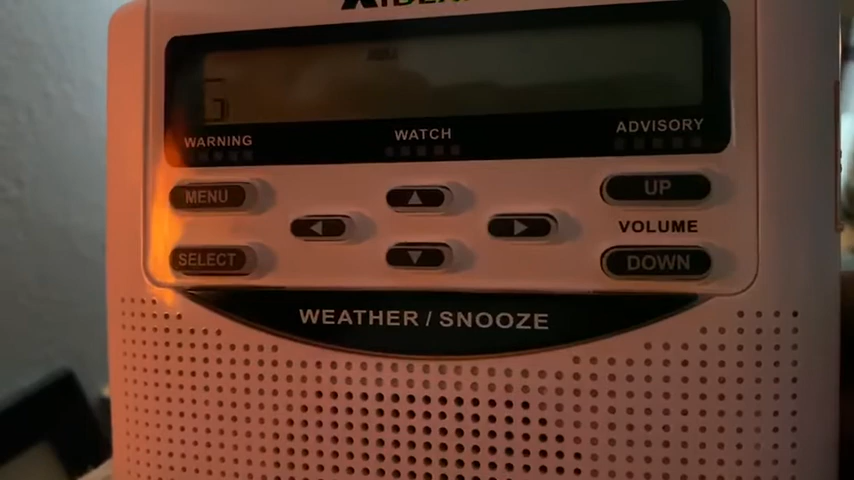 WARNING WATCH ADVISORY
MENU ▲ UP
◄ ► VOLUME
SELECT ▼ DOWN
WEATHER / SNOOZE